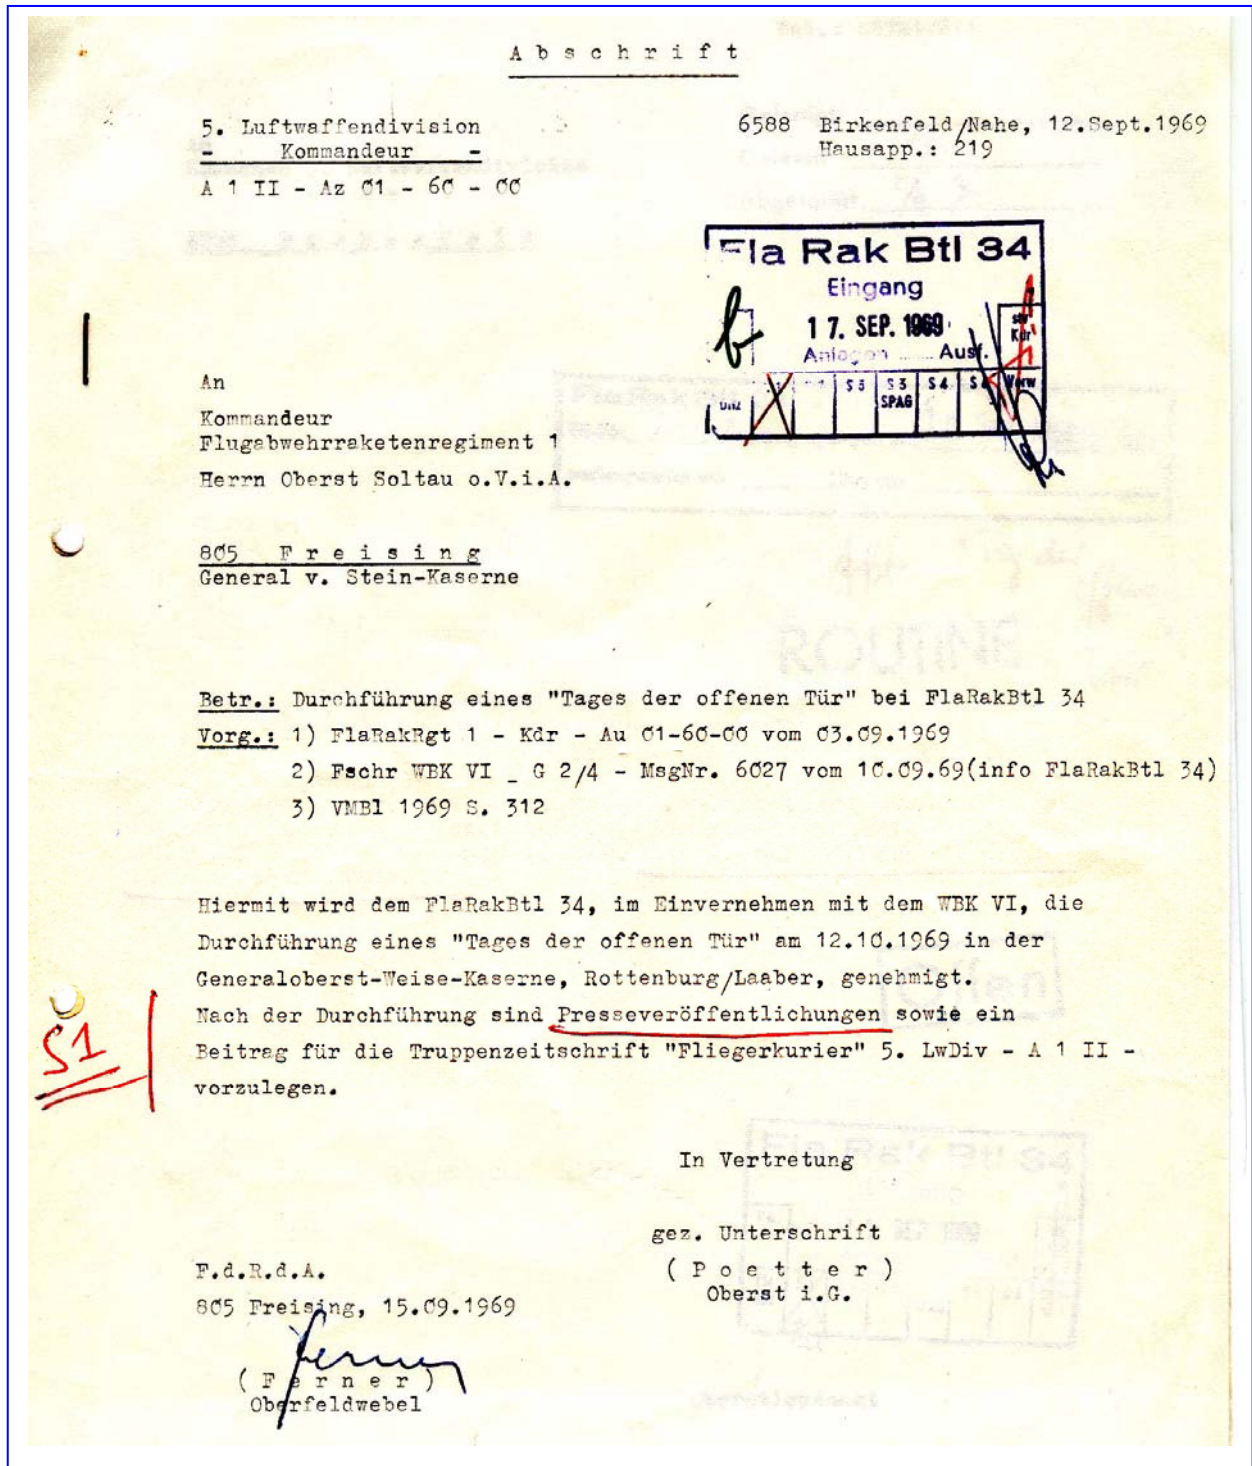 A b s c h r i f t
5. Luftwaffendivision
- Kommandeur -
A 1 II - Az 01 - 60 - 00
6588 Birkenfeld/Nahe, 12.Sept.1969
Hausapp.: 219
Fla Rak Btl 34
Eingang
17. SEP. 1969
Anlagen ........ Ausf.
stv Kdr
S 3 S 4
SPAG
An
Kommandeur
Flugabwehrraketenregiment 1
Herrn Oberst Soltau o.V.i.A.
805 F r e i s i n g
General v. Stein-Kaserne
ROUTINE
Betr.: Durchführung eines "Tages der offenen Tür" bei FlaRakBtl 34
Vorg.: 1) FlaRakRgt 1 - Kdr - Au 01-60-00 vom 03.09.1969
2) Fschr WBK VI _ G 2/4 - MsgNr. 6027 vom 10.09.69(info FlaRakBtl 34)
3) VMBl 1969 S. 312
Hiermit wird dem FlaRakBtl 34, im Einvernehmen mit dem WBK VI, die
Durchführung eines "Tages der offenen Tür" am 12.10.1969 in der
Generaloberst-Weise-Kaserne, Rottenburg/Laaber, genehmigt.
Nach der Durchführung sind Presseveröffentlichungen sowie ein
S1
Beitrag für die Truppenzeitschrift "Fliegerkurier" 5. LwDiv - A 1 II -
vorzulegen.
In Vertretung
gez. Unterschrift
( P o e t t e r )
Oberst i.G.
F.d.R.d.A.
805 Freising, 15.09.1969
( F e r n e r )
Oberfeldwebel